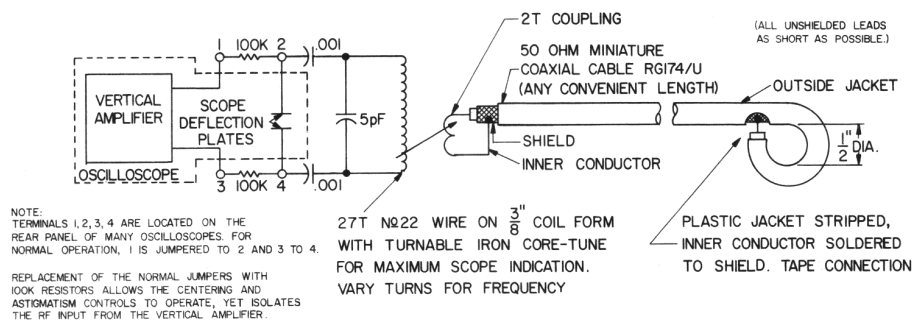 2T COUPLING
(ALL UNSHIELDED LEADS
AS SHORT AS POSSIBLE.)
1
100K
2
.001
50 OHM MINIATURE
COAXIAL CABLE RG174/U
(ANY CONVENIENT LENGTH)
OUTSIDE JACKET
VERTICAL
AMPLIFIER
SCOPE
DEFLECTION
PLATES
5pF
SHIELD
INNER CONDUCTOR
1/2" DIA.
OSCILLOSCOPE
3
100K
4
.001
NOTE:
TERMINALS 1,2,3,4 ARE LOCATED ON THE
REAR PANEL OF MANY OSCILLOSCOPES. FOR
NORMAL OPERATION, 1 IS JUMPERED TO 2 AND 3 TO 4.
REPLACEMENT OF THE NORMAL JUMPERS WITH
100K RESISTORS ALLOWS THE CENTERING AND
ASTIGMATISM CONTROLS TO OPERATE, YET ISOLATES
THE RF INPUT FROM THE VERTICAL AMPLIFIER.
27T Nº22 WIRE ON 3/8" COIL FORM
WITH TURNABLE IRON CORE-TUNE
FOR MAXIMUM SCOPE INDICATION.
VARY TURNS FOR FREQUENCY
PLASTIC JACKET STRIPPED,
INNER CONDUCTOR SOLDERED
TO SHIELD. TAPE CONNECTION